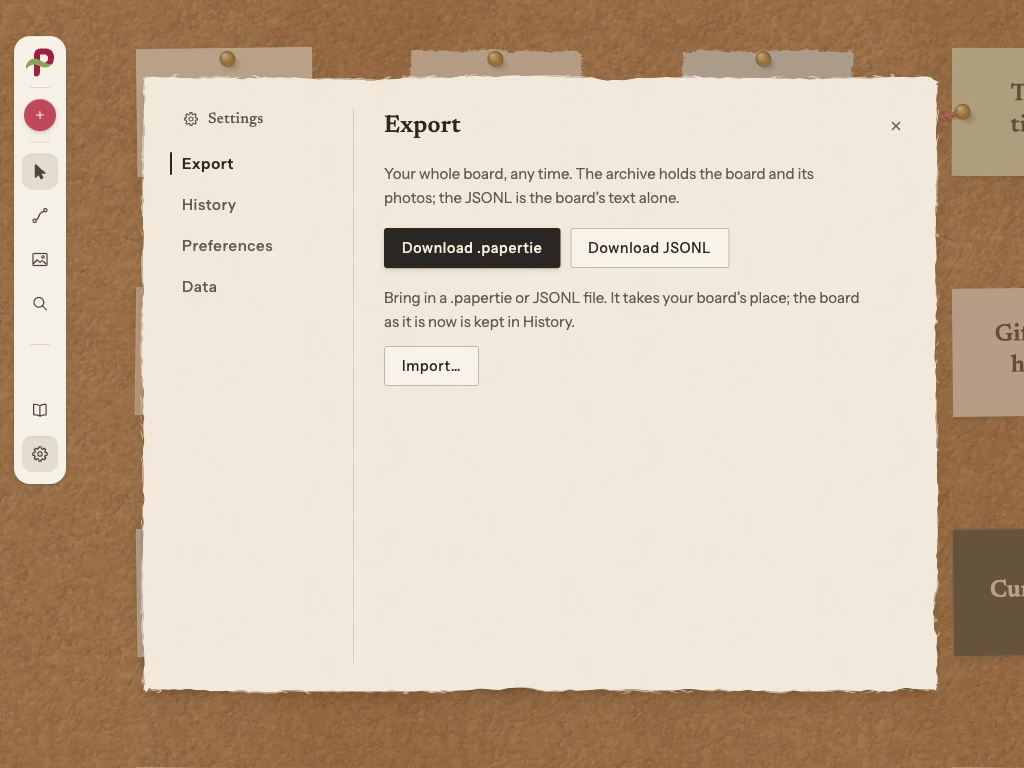 Settings
Export
History
Preferences
Data
Export
Your whole board, any time. The archive holds the board and its
photos; the JSONL is the board’s text alone.
Download .papertie
Download JSONL
Bring in a .papertie or JSONL file. It takes your board’s place; the board
as it is now is kept in History.
Import…